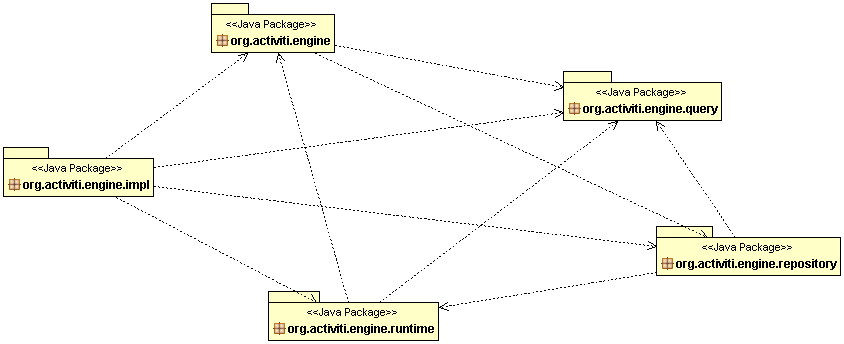 <<Java Package>>
org.activiti.engine
<<Java Package>>
org.activiti.engine.query
<<Java Package>>
org.activiti.engine.impl
<<Java Package>>
org.activiti.engine.repository
<<Java Package>>
org.activiti.engine.runtime